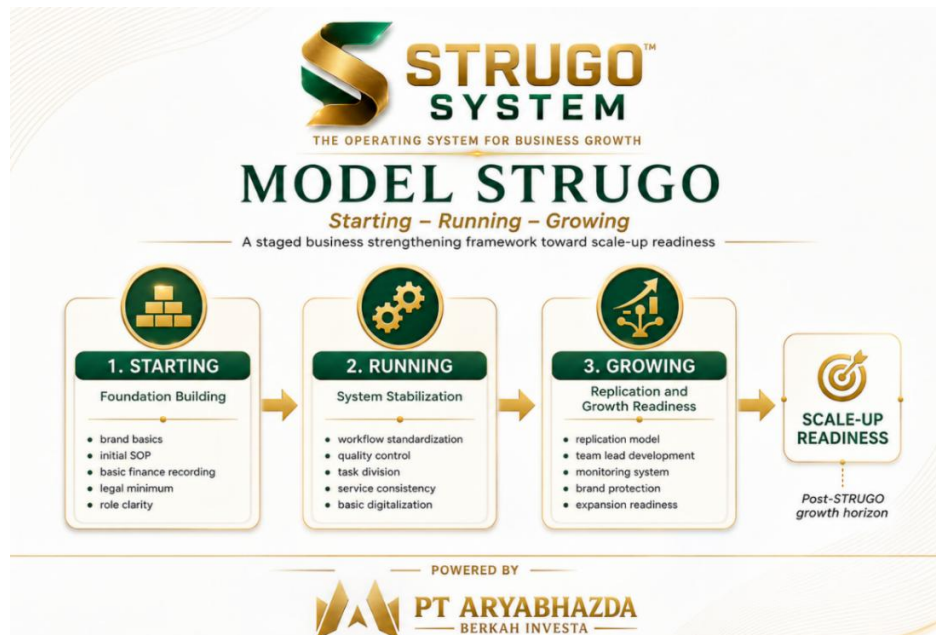 STRUGO™
SYSTEM
THE OPERATING SYSTEM FOR BUSINESS GROWTH
MODEL STRUGO
Starting – Running – Growing
A staged business strengthening framework toward scale-up readiness
1. STARTING
Foundation Building
• brand basics
• initial SOP
• basic finance recording
• legal minimum
• role clarity
2. RUNNING
System Stabilization
• workflow standardization
• quality control
• task division
• service consistency
• basic digitalization
3. GROWING
Replication and
Growth Readiness
• replication model
• team lead development
• monitoring system
• brand protection
• expansion readiness
SCALE-UP
READINESS
Post-STRUGO
growth horizon
POWERED BY
PT ARYABHAZDA
BERKAH INVESTA